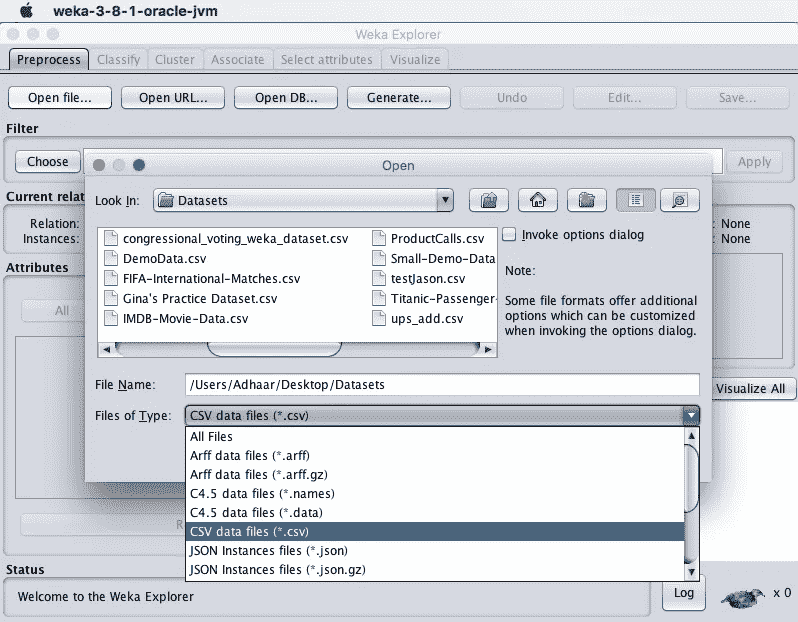 weka-3-8-1-oracle-jvm
Weka Explorer
Preprocess Classify Cluster Associate Select attributes Visualize
Open file... Open URL... Open DB... Generate... Undo Edit... Save...
Filter
Choose Apply
Open
Current relat
Look In: Datasets
Relation: : None
Instances: : None
congressional_voting_weka_dataset.csv ProductCalls.csv Invoke options dialog
DemoData.csv Small-Demo-Data
Attributes
FIFA-International-Matches.csv testJason.csv Note:
Gina's Practice Dataset.csv Titanic-Passenger- Some file formats offer additional
All IMDB-Movie-Data.csv ups_add.csv options which can be customized
when invoking the options dialog.
File Name: /Users/Adhaar/Desktop/Datasets
Visualize All
Files of Type: CSV data files (*.csv)
All Files
Arff data files (*.arff)
Arff data files (*.arff.gz)
C4.5 data files (*.names)
C4.5 data files (*.data)
R CSV data files (*.csv)
JSON Instances files (*.json)
JSON Instances files (*.json.gz)
Status
Welcome to the Weka Explorer
Log x 0